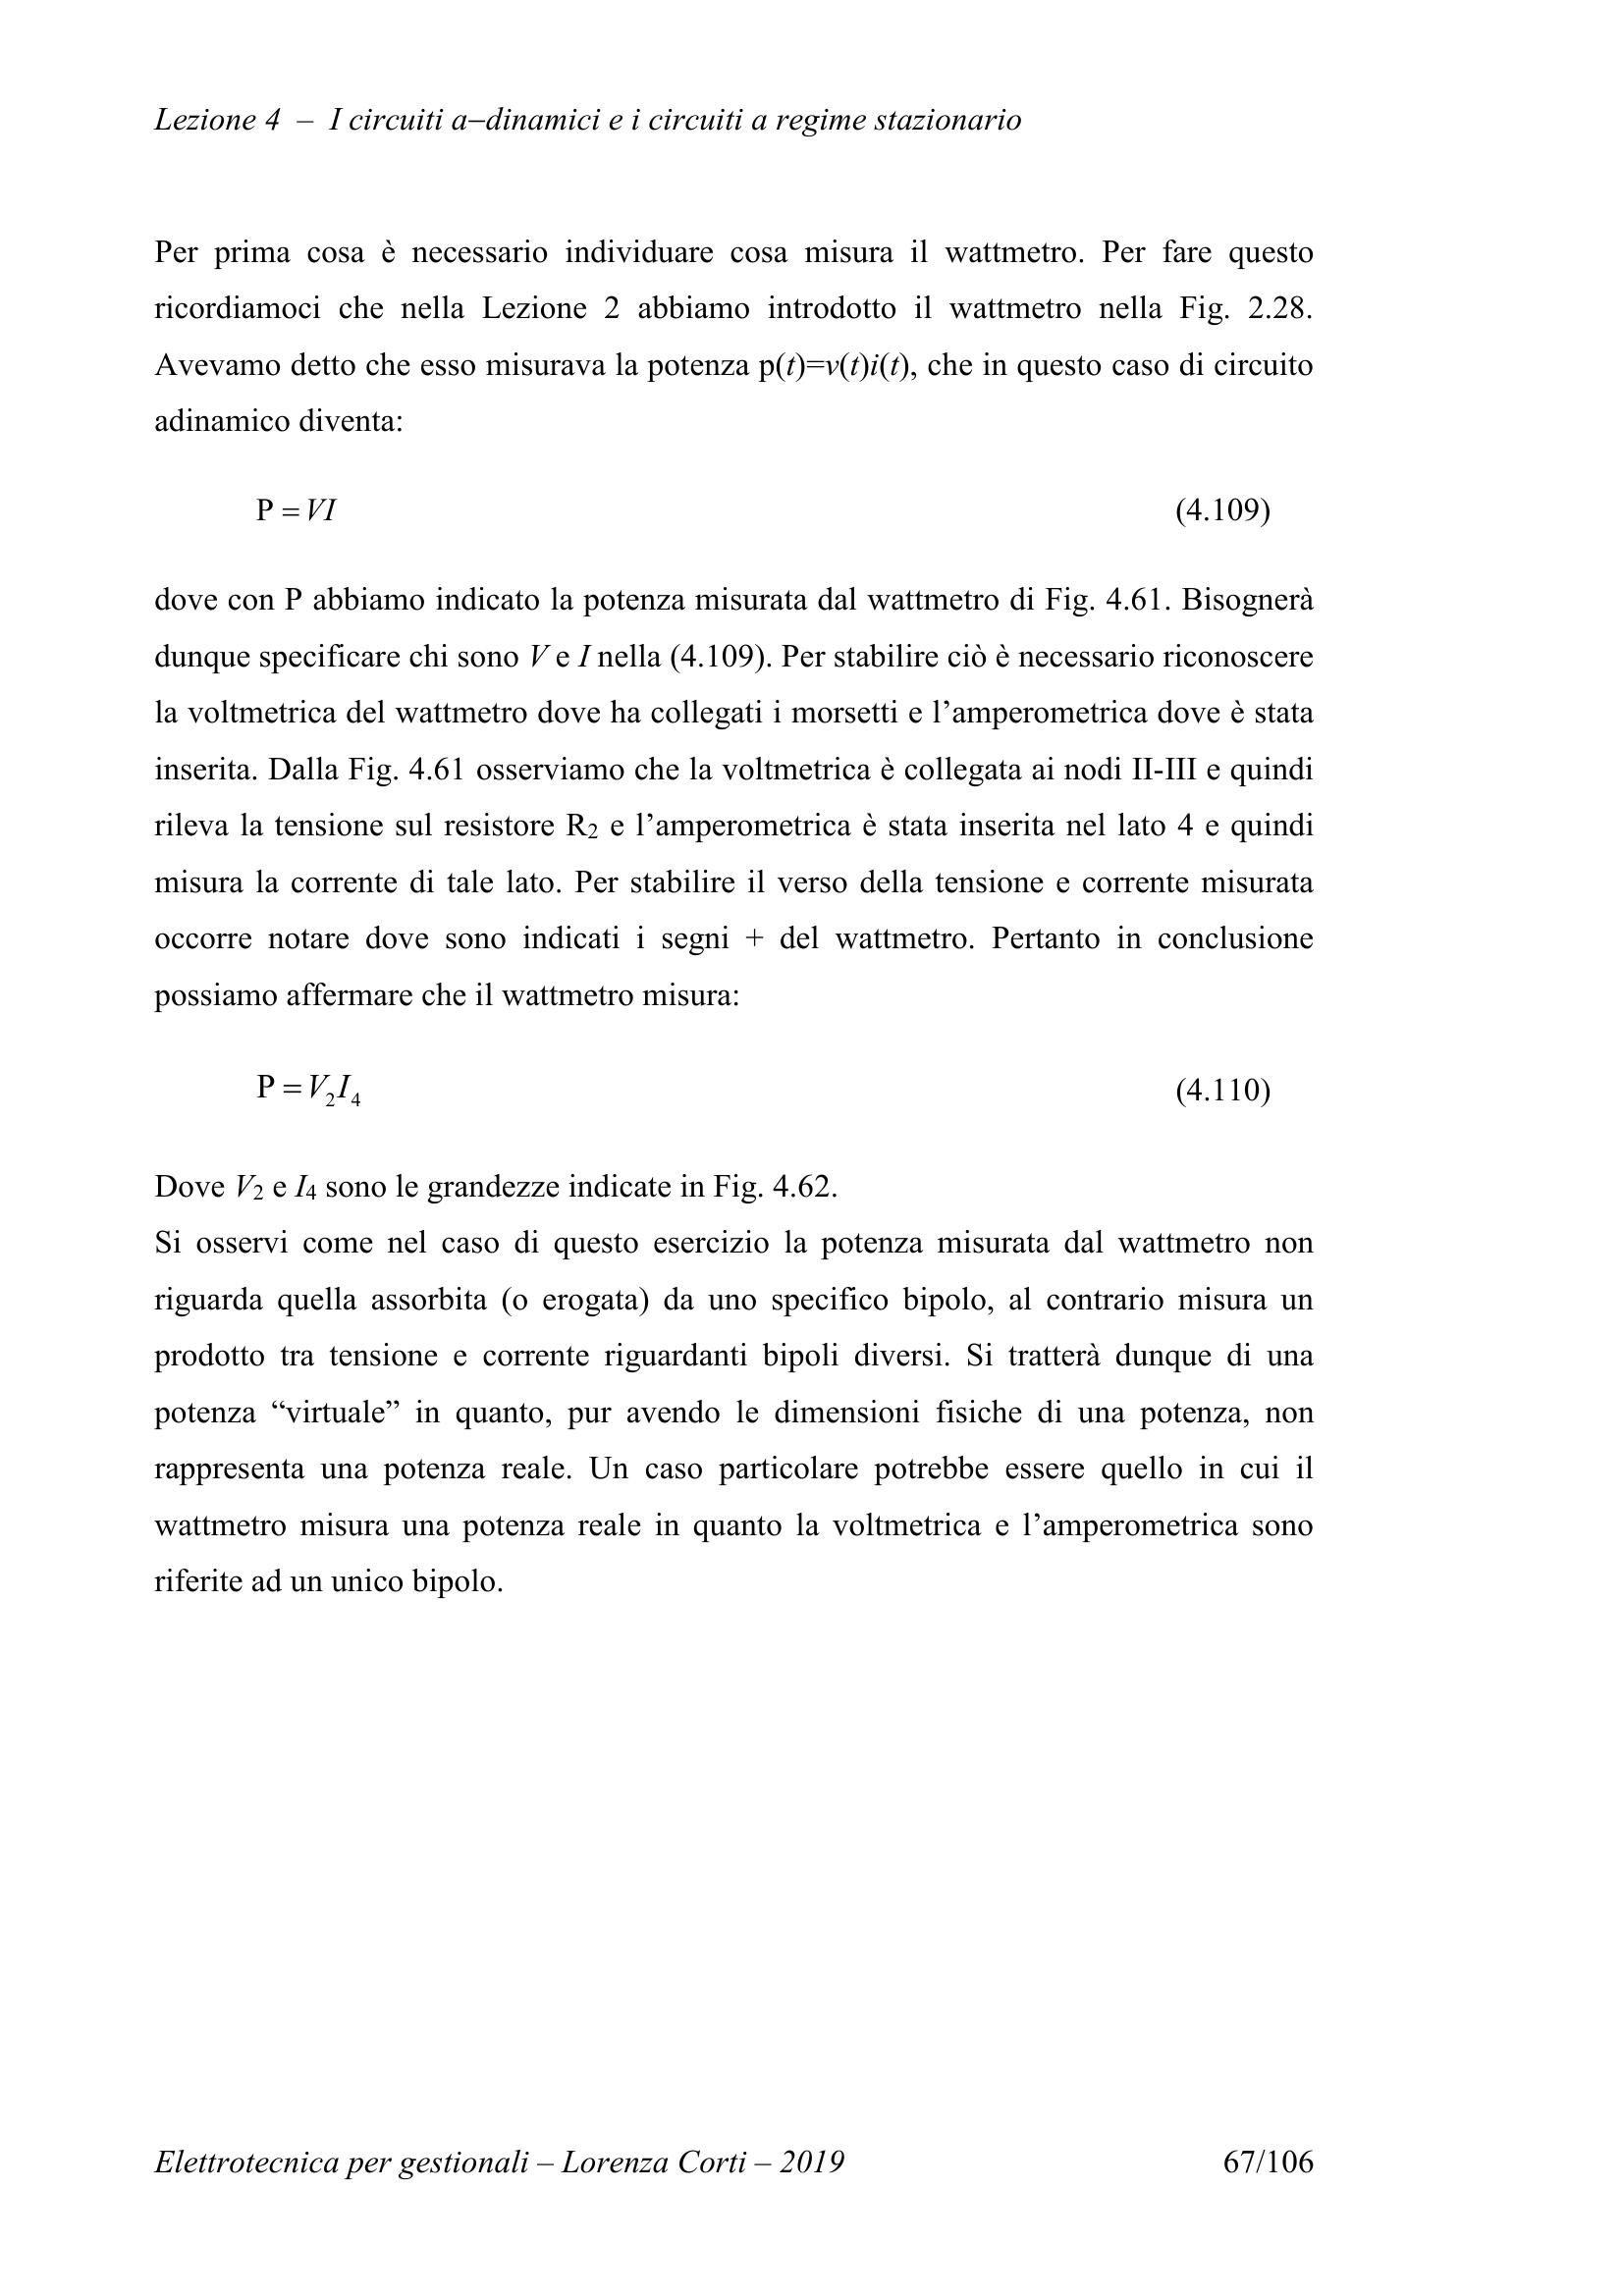 Lezione 4 – I circuiti a–dinamici e i circuiti a regime stazionario
Per prima cosa è necessario individuare cosa misura il wattmetro. Per fare questo
ricordiamoci che nella Lezione 2 abbiamo introdotto il wattmetro nella Fig. 2.28.
Avevamo detto che esso misurava la potenza p(t)=v(t)i(t), che in questo caso di circuito
adinamico diventa:
P = VI (4.109)
dove con P abbiamo indicato la potenza misurata dal wattmetro di Fig. 4.61. Bisognerà
dunque specificare chi sono V e I nella (4.109). Per stabilire ciò è necessario riconoscere
la voltmetrica del wattmetro dove ha collegati i morsetti e l’amperometrica dove è stata
inserita. Dalla Fig. 4.61 osserviamo che la voltmetrica è collegata ai nodi II-III e quindi
rileva la tensione sul resistore R₂ e l’amperometrica è stata inserita nel lato 4 e quindi
misura la corrente di tale lato. Per stabilire il verso della tensione e corrente misurata
occorre notare dove sono indicati i segni + del wattmetro. Pertanto in conclusione
possiamo affermare che il wattmetro misura:
P = V₂I₄ (4.110)
Dove V₂ e I₄ sono le grandezze indicate in Fig. 4.62.
Si osservi come nel caso di questo esercizio la potenza misurata dal wattmetro non
riguarda quella assorbita (o erogata) da uno specifico bipolo, al contrario misura un
prodotto tra tensione e corrente riguardanti bipoli diversi. Si tratterà dunque di una
potenza “virtuale” in quanto, pur avendo le dimensioni fisiche di una potenza, non
rappresenta una potenza reale. Un caso particolare potrebbe essere quello in cui il
wattmetro misura una potenza reale in quanto la voltmetrica e l’amperometrica sono
riferite ad un unico bipolo.
Elettrotecnica per gestionali – Lorenza Corti – 2019 67/106